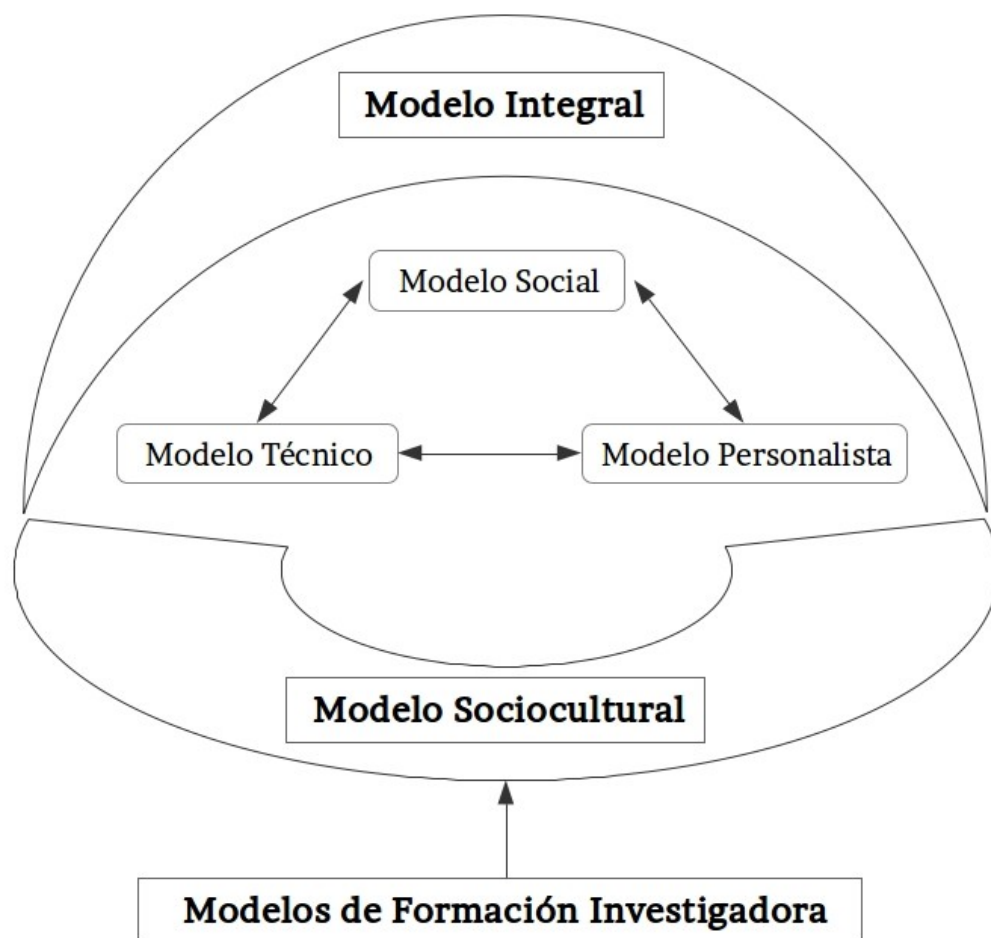 Modelo Integral
Modelo Social
Modelo Técnico
Modelo Personalista
Modelo Sociocultural
Modelos de Formación Investigadora